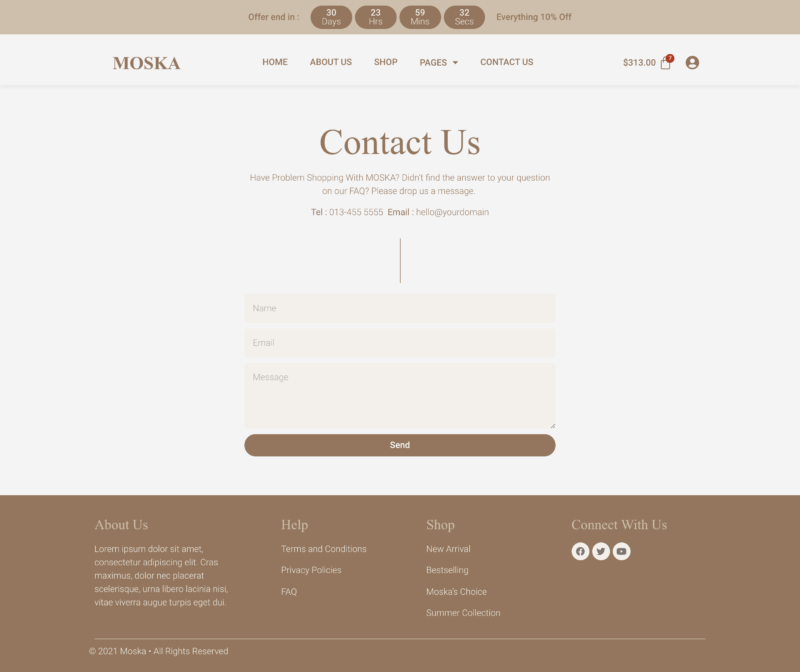 Offer end in : 30 Days 23 Hrs 59 Mins 32 Secs Everything 10% Off
MOSKA HOME ABOUT US SHOP PAGES CONTACT US $313.00 7
Contact Us
Have Problem Shopping With MOSKA? Didn't find the answer to your question
on our FAQ? Please drop us a message.
Tel : 013-455 5555 Email : hello@yourdomain
Name
Email
Message
Send
About Us
Lorem ipsum dolor sit amet,
consectetur adipiscing elit. Cras
maximus, dolor nec placerat
scelerisque, urna libero lacinia nisi,
vitae viverra augue turpis eget dui.
Help
Terms and Conditions
Privacy Policies
FAQ
Shop
New Arrival
Bestselling
Moska's Choice
Summer Collection
Connect With Us
© 2021 Moska • All Rights Reserved